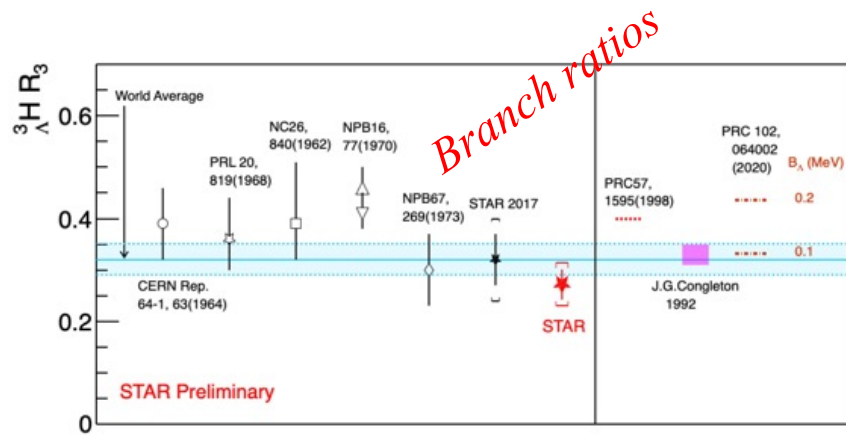 Branch ratios
³ΛH R₃
0.6
0.4
0.2
0
World Average
CERN Rep.
64-1, 63(1964)
PRL 20,
819(1968)
NC26,
840(1962)
NPB16,
77(1970)
NPB67,
269(1973)
STAR 2017
STAR
STAR Preliminary
PRC57,
1595(1998)
J.G.Congleton
1992
PRC 102,
064002
(2020)
B_Λ (MeV)
0.2
0.1